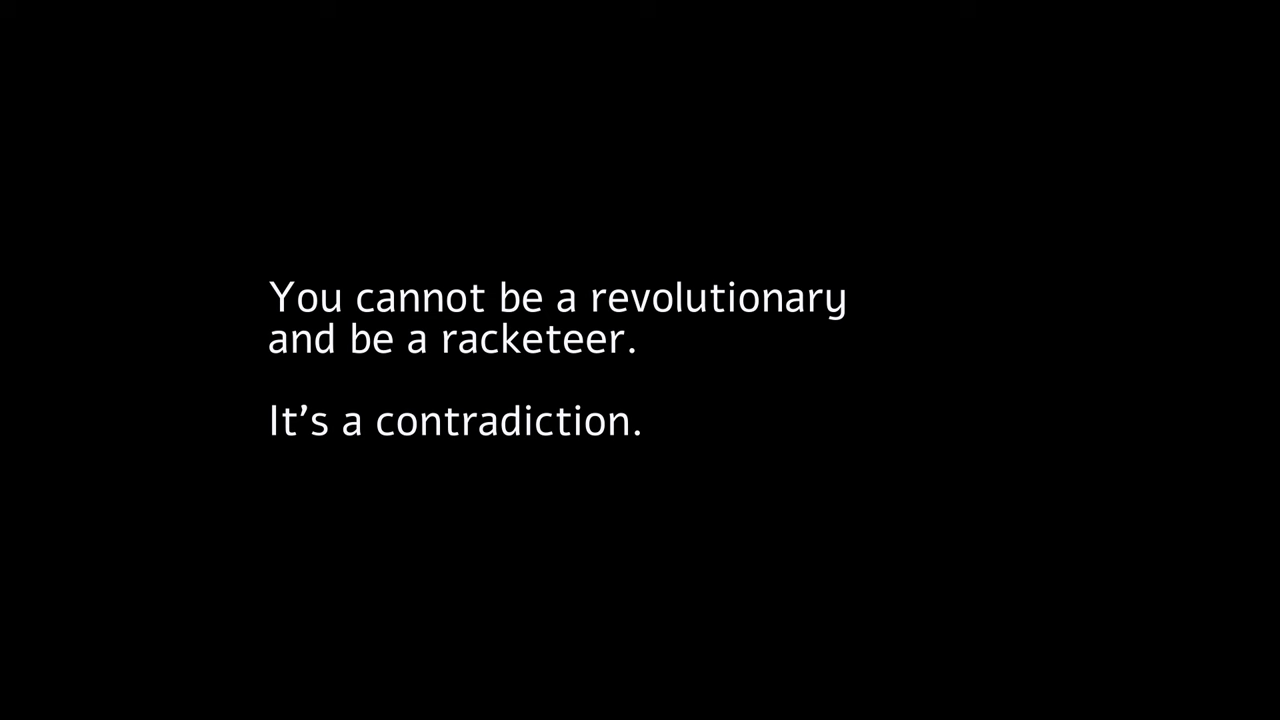 You cannot be a revolutionary
and be a racketeer.
It’s a contradiction.